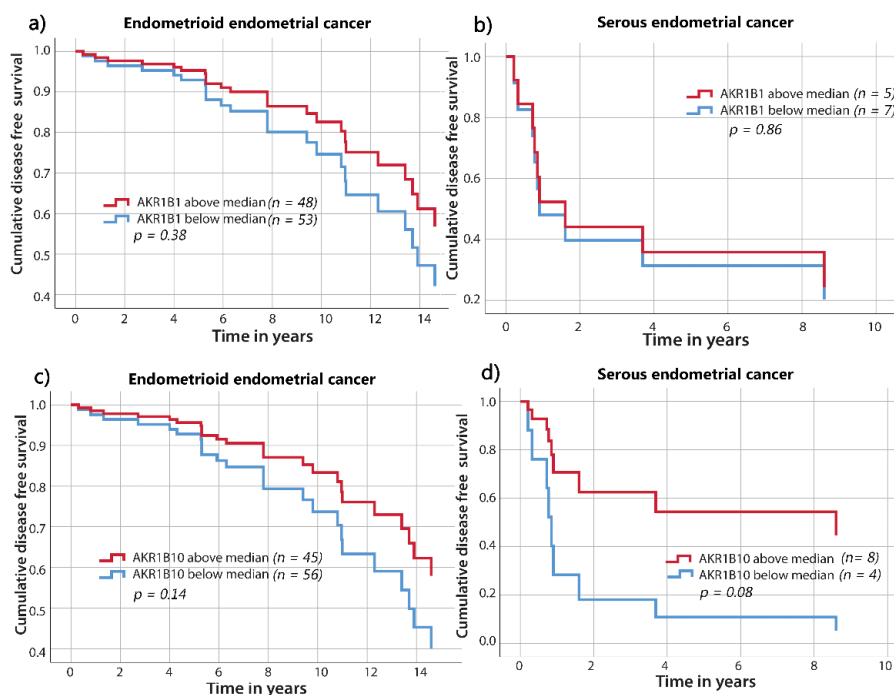 a)
Endometrioid endometrial cancer
Cumulative disease free survival
1.0
0.9
0.8
0.7
0.6
0.5
0.4
AKR1B1 above median (n = 48)
AKR1B1 below median (n = 53)
p = 0.38
0 2 4 6 8 10 12 14
Time in years
b)
Serous endometrial cancer
Cumulative disease free survival
1.0
0.8
0.6
0.4
0.2
AKR1B1 above median (n = 5)
AKR1B1 below median (n = 7)
p = 0.86
0 2 4 6 8 10
Time in years
c)
Endometrioid endometrial cancer
Cumulative disease free survival
1.0
0.9
0.8
0.7
0.6
0.5
0.4
AKR1B10 above median (n = 45)
AKR1B10 below median (n = 56)
p = 0.14
0 2 4 6 8 10 12 14
Time in years
d)
Serous endometrial cancer
Cumulative disease free survival
1.0
0.8
0.6
0.4
0.2
0.0
AKR1B10 above median (n= 8)
AKR1B10 below median (n = 4)
p = 0.08
0 2 4 6 8 10
Time in years